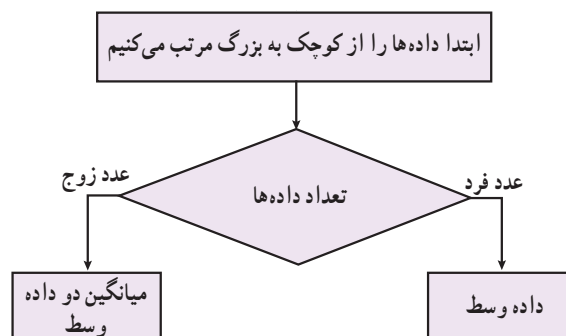 ابتدا داده‌ها را از کوچک به بزرگ مرتب می‌کنیم
عدد فرد
عدد زوج
تعداد داده‌ها
داده وسط
میانگین دو داده
وسط